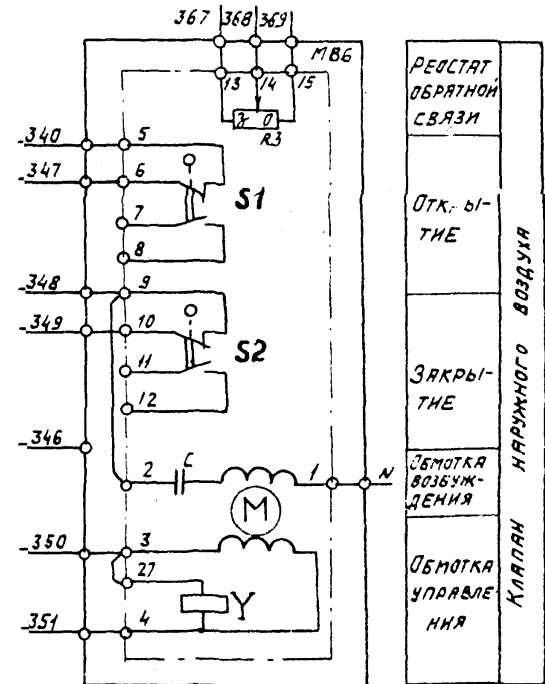 367 368 369
МВ6
13 14 15
R3
-340 5
-347 6
S1
7
8
-348 9
-349 10
S2
11
12
-346
2 C 1 N
M
-350 3
27
Y
-351 4
РЕОСТАТ
ОБРАТНОЙ
СВЯЗИ
ОТКРЫ-
ТИЕ
ЗАКРЫ-
ТИЕ
ОБМОТКА
ВОЗБУЖ-
ДЕНИЯ
ОБМОТКА
УПРАВЛЕ-
НИЯ
КЛАПАН НАРУЖНОГО ВОЗДУХА